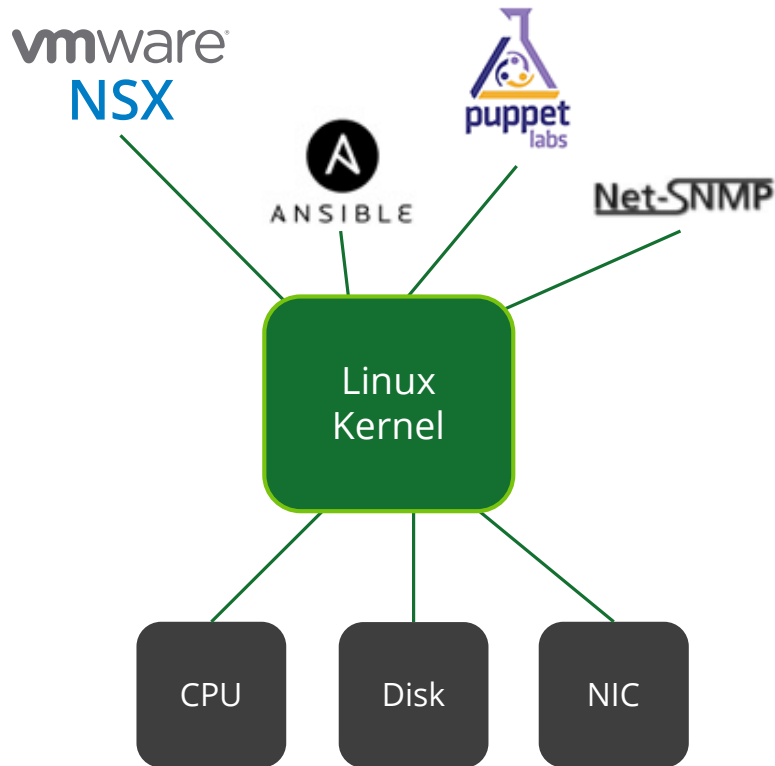 vmware®
NSX
ANSIBLE
puppet
labs
Net-SNMP
Linux
Kernel
CPU
Disk
NIC